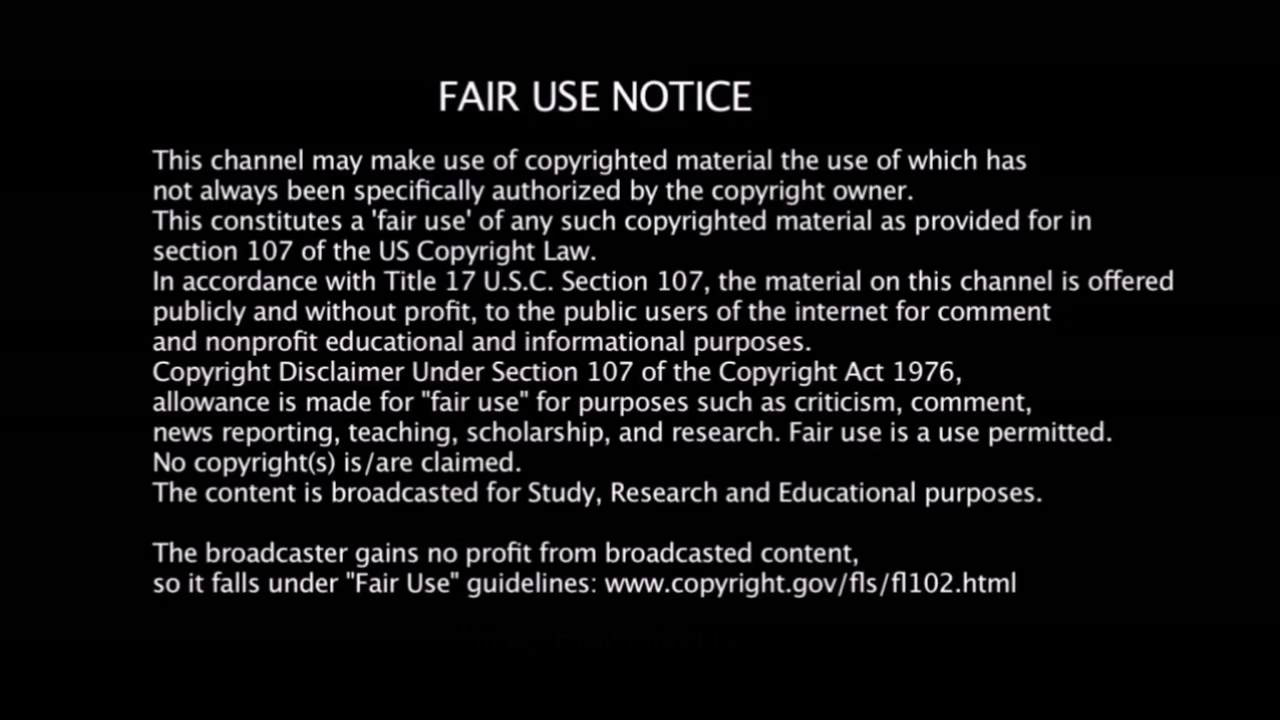 FAIR USE NOTICE
This channel may make use of copyrighted material the use of which has
not always been specifically authorized by the copyright owner.
This constitutes a 'fair use' of any such copyrighted material as provided for in
section 107 of the US Copyright Law.
In accordance with Title 17 U.S.C. Section 107, the material on this channel is offered
publicly and without profit, to the public users of the internet for comment
and nonprofit educational and informational purposes.
Copyright Disclaimer Under Section 107 of the Copyright Act 1976,
allowance is made for "fair use" for purposes such as criticism, comment,
news reporting, teaching, scholarship, and research. Fair use is a use permitted.
No copyright(s) is/are claimed.
The content is broadcasted for Study, Research and Educational purposes.
The broadcaster gains no profit from broadcasted content,
so it falls under "Fair Use" guidelines: www.copyright.gov/fls/fl102.html